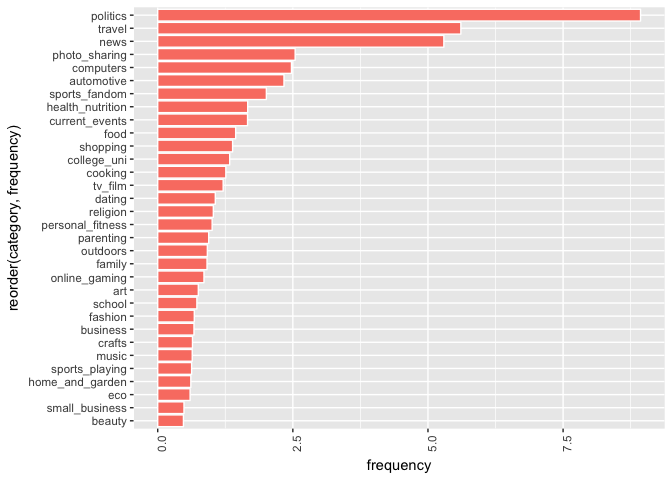 politics
travel
news
photo_sharing
computers
automotive
sports_fandom
health_nutrition
current_events
food
shopping
college_uni
cooking
tv_film
dating
religion
personal_fitness
parenting
outdoors
family
online_gaming
art
school
fashion
business
crafts
music
sports_playing
home_and_garden
eco
small_business
beauty
reorder(category, frequency)
0.0
2.5
5.0
7.5
frequency